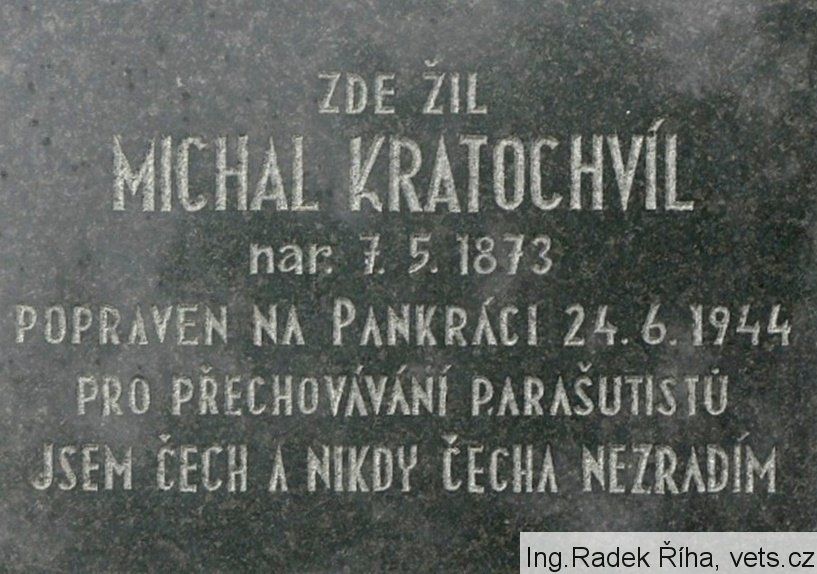 ZDE ŽIL
MICHAL KRATOCHVÍL
nar. 7. 5. 1873
POPRAVEN NA PANKRÁCI 24. 6. 1944
PRO PŘECHOVÁVÁNÍ PARAŠUTISTŮ
JSEM ČECH A NIKDY ČECHA NEZRADÍM
Ing.Radek Říha, vets.cz